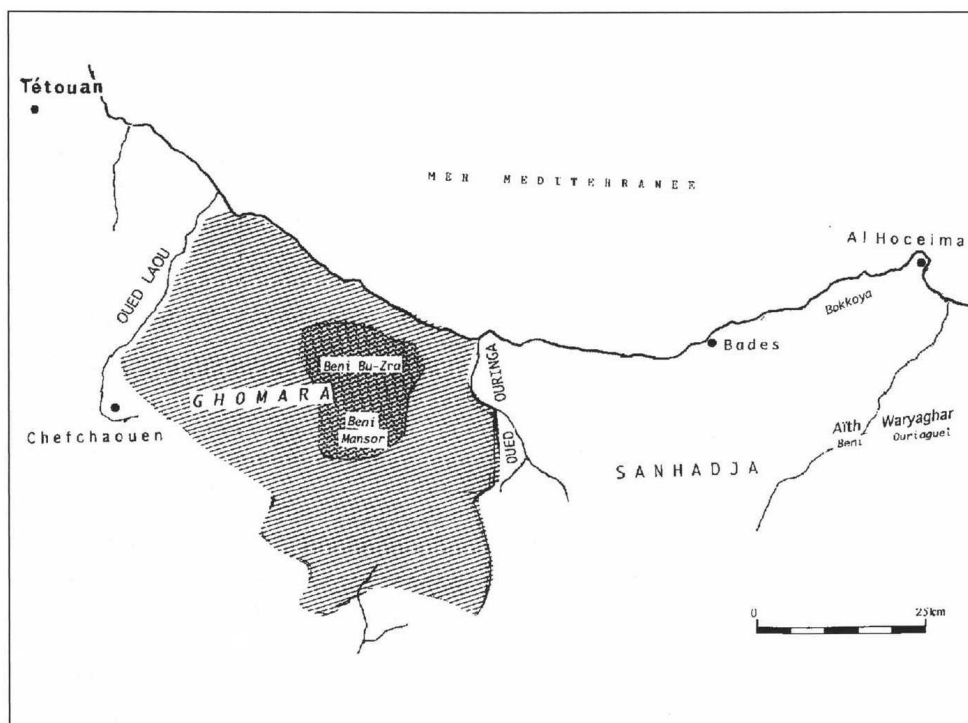 Tétouan
MER MEDITERRANEE
Al Hoceima
OUED LAOU
Bokkoya
Bades
Beni Bu-Zra
OURINGA
GHOMARA
Beni
Mansor
Chefchaouen
OUED
Aïth Waryaghar
Beni Ouriaguel
SANHADJA
0 25km